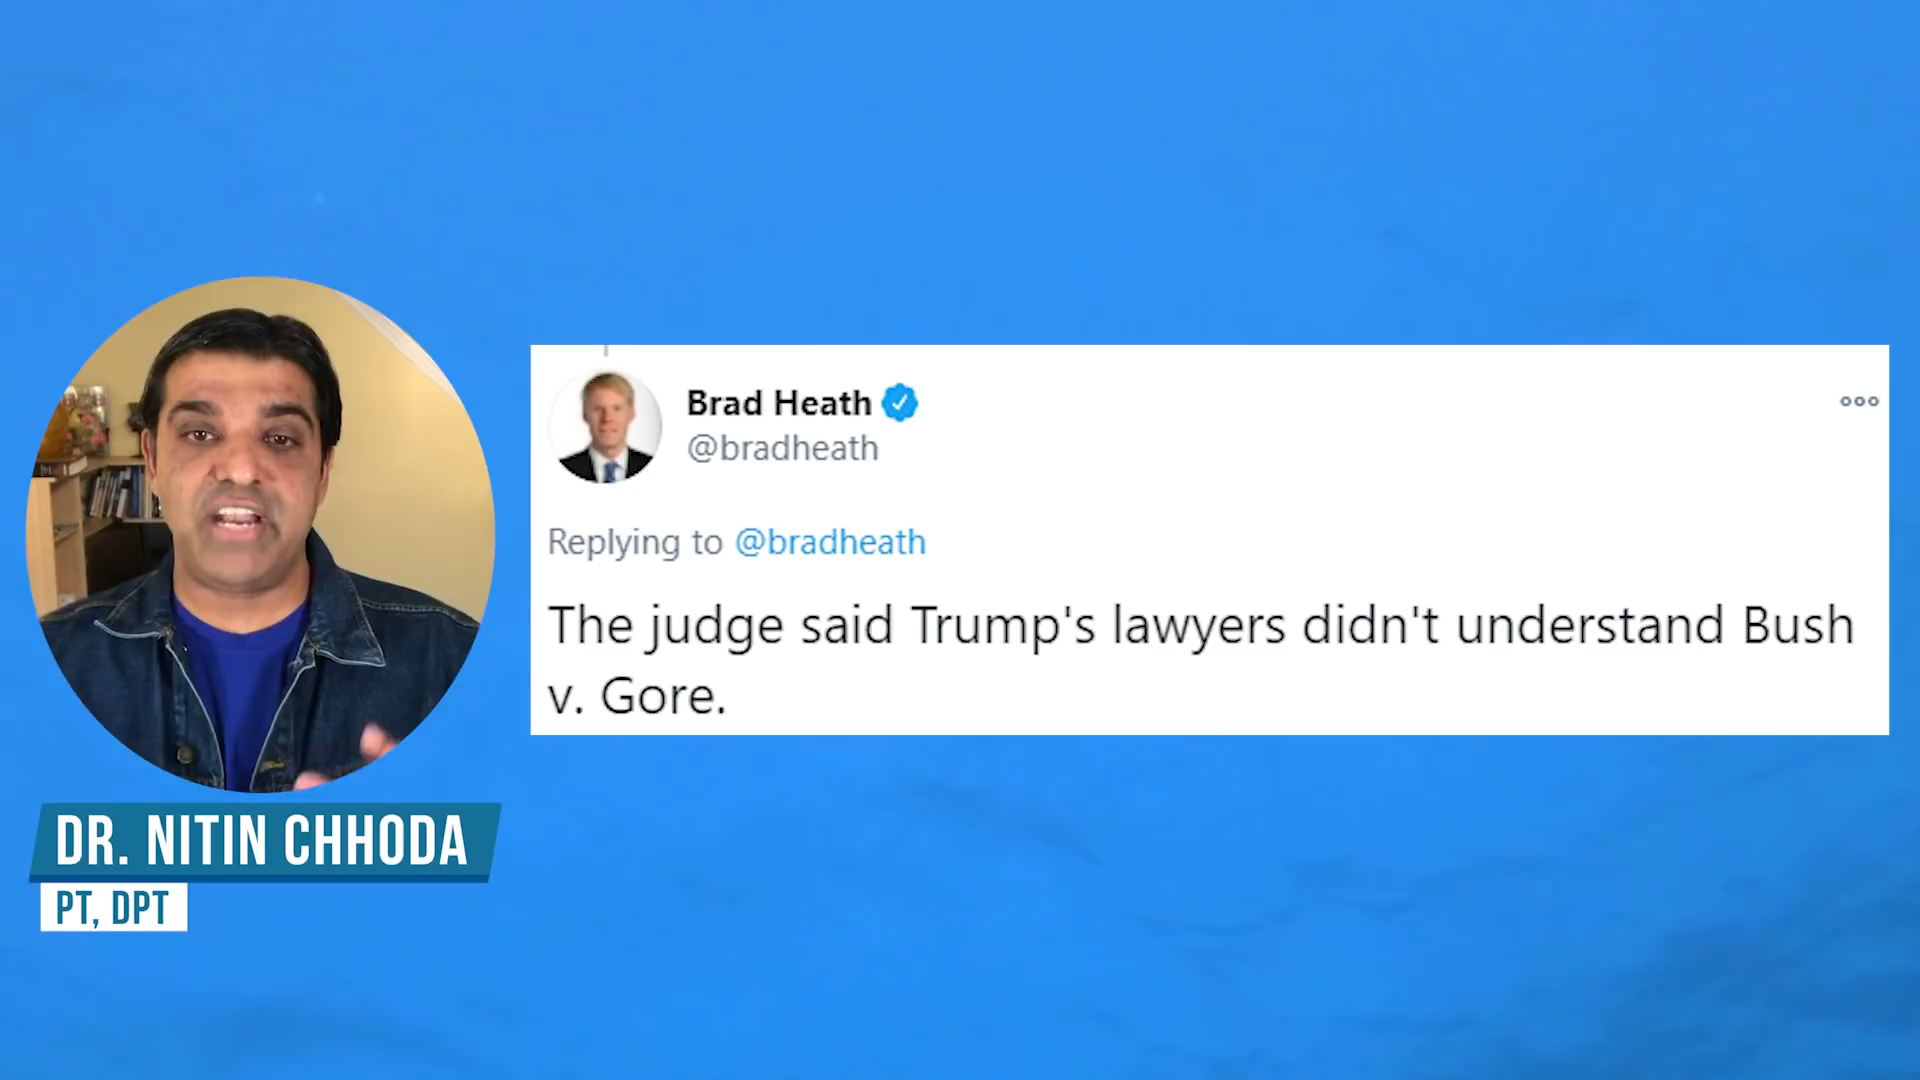 Brad Heath
@bradheath
Replying to @bradheath
The judge said Trump's lawyers didn't understand Bush
v. Gore.
DR. NITIN CHHODA
PT, DPT